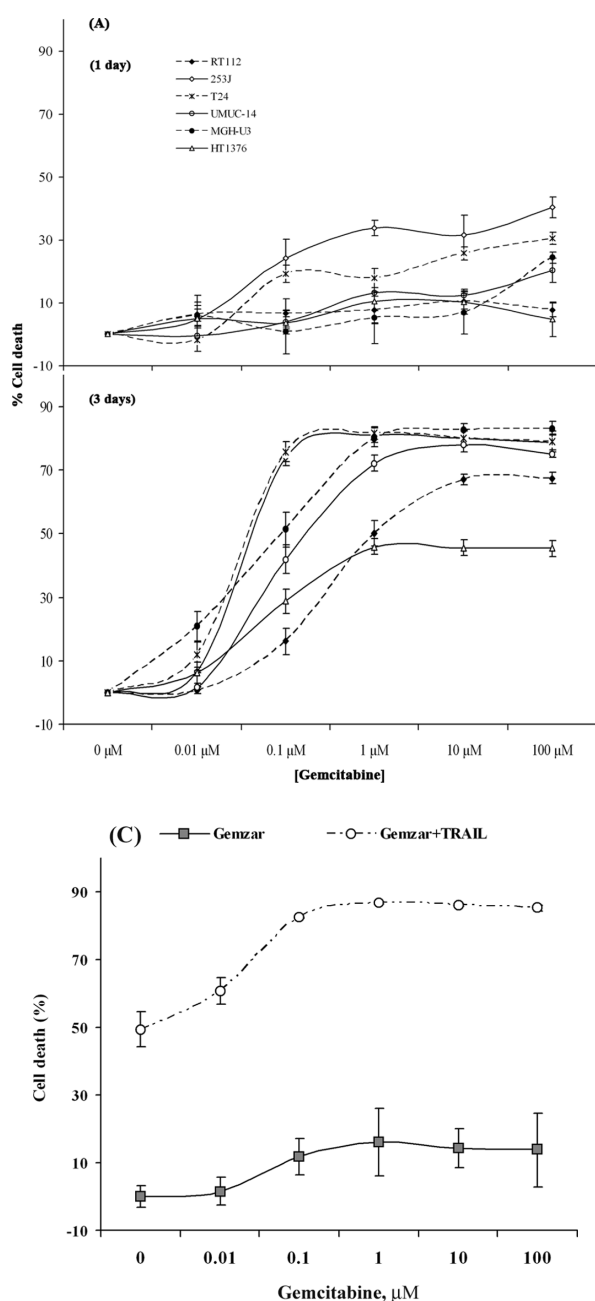 (A)
90
(1 day)
RT112
253J
T24
UMUC-14
MGH-U3
HT1376
70
50
30
10
-10
% Cell death
90
(3 days)
70
50
30
10
-10
0 µM 0.01 µM 0.1 µM 1 µM 10 µM 100 µM
[Gemcitabine]
(C) Gemzar Gemzar+TRAIL
90
70
50
30
10
-10
Cell death (%)
0 0.01 0.1 1 10 100
Gemcitabine, µM